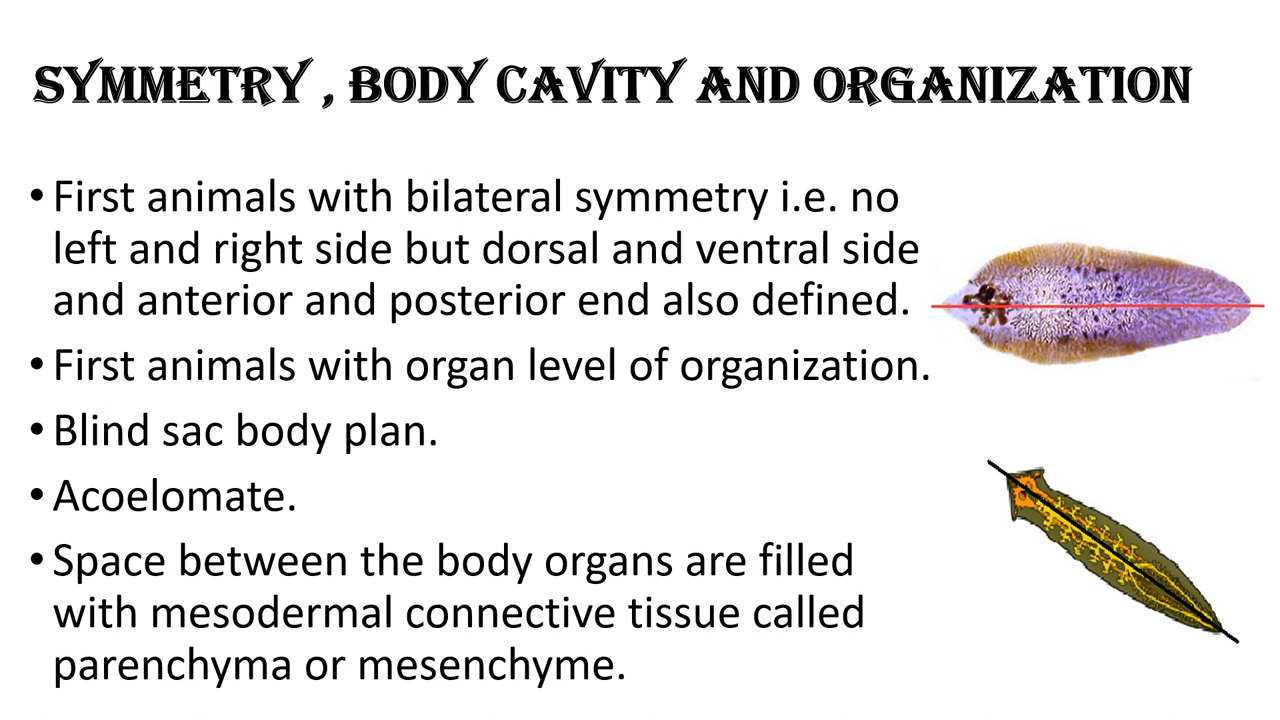 SYMMETRY , BODY CAVITY AND ORGANIZATION
• First animals with bilateral symmetry i.e. no
left and right side but dorsal and ventral side
and anterior and posterior end also defined.
• First animals with organ level of organization.
• Blind sac body plan.
• Acoelomate.
• Space between the body organs are filled
with mesodermal connective tissue called
parenchyma or mesenchyme.